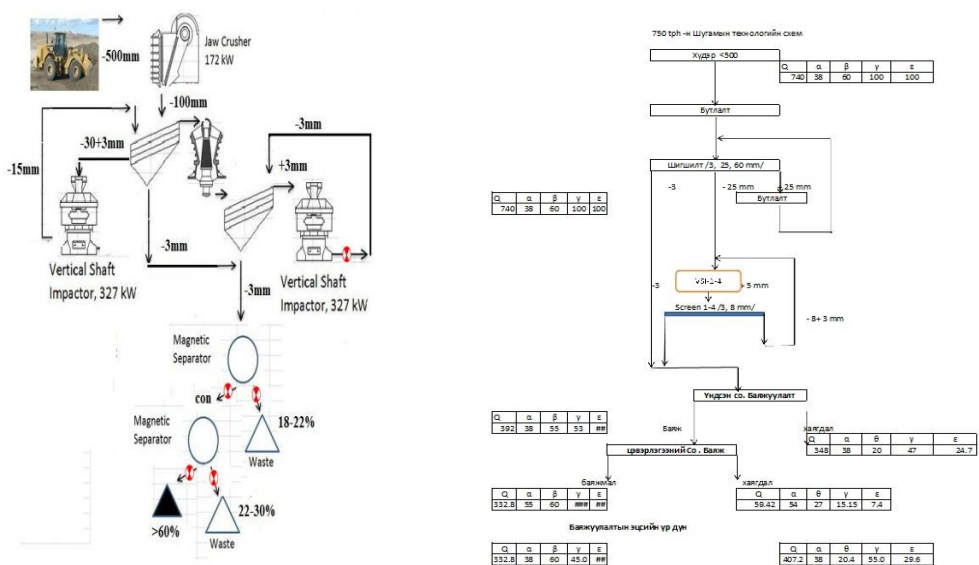 -500mm
Jaw Crusher
172 kW
-100mm
-3mm
-30+3mm
-15mm
+3mm
Vertical Shaft
Impactor, 327 kW
-3mm
Vertical Shaft
Impactor, 327 kW
-3mm
Magnetic
Separator
con
18-22%
Waste
Magnetic
Separator
22-30%
>60%
Waste
750 tph -н Шугамын технологийн схем
Хүдэр <500
Q α β γ ε
740 38 60 100 100
Бутлалт
Шигшилт /3, 25, 60 mm/
-3 - 25 mm + 25 mm
Бутлалт
Q α β γ ε
740 38 60 100 100
VSI-1-4
-3 + 5 mm
Screen 1-4 /3, 8 mm/
- 8+ 3 mm
Үндсэн со. Баяжуулалт
Баяж хаягдал
Q α β γ ε
392 38 55 53 ##
Q α θ γ ε
348 38 20 47 24.7
цэвэрлэгээний Со . Баяж
баяжмал хаягдал
Q α β γ ε
332.8 55 60 ### ##
Q α θ γ ε
59.42 54 27 15.15 7.4
Баяжуулалтын эцсийн үр дүн
Q α β γ ε
332.8 38 60 45.0 ##
Q α θ γ ε
407.2 38 20.4 55.0 29.6